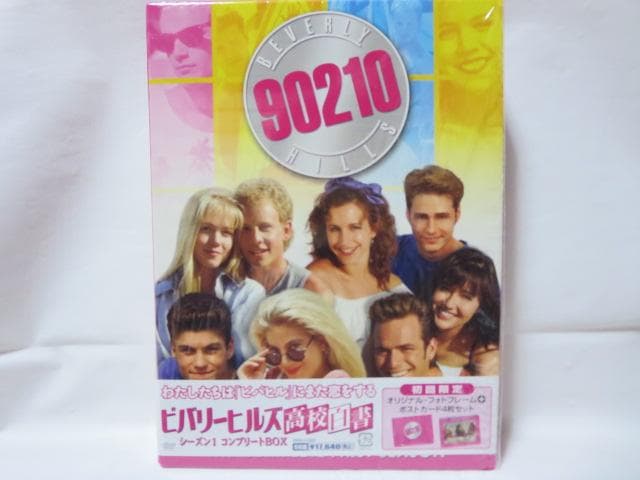 BEVERLY
90210
HILLS
わたしたちは「ビバヒル」にまた恋をする
ビバリーヒルズ高校白書
シーズン1 コンプリートBOX
¥17,640
初回限定
オリジナル・フォトフレーム+
ポストカード4枚セット